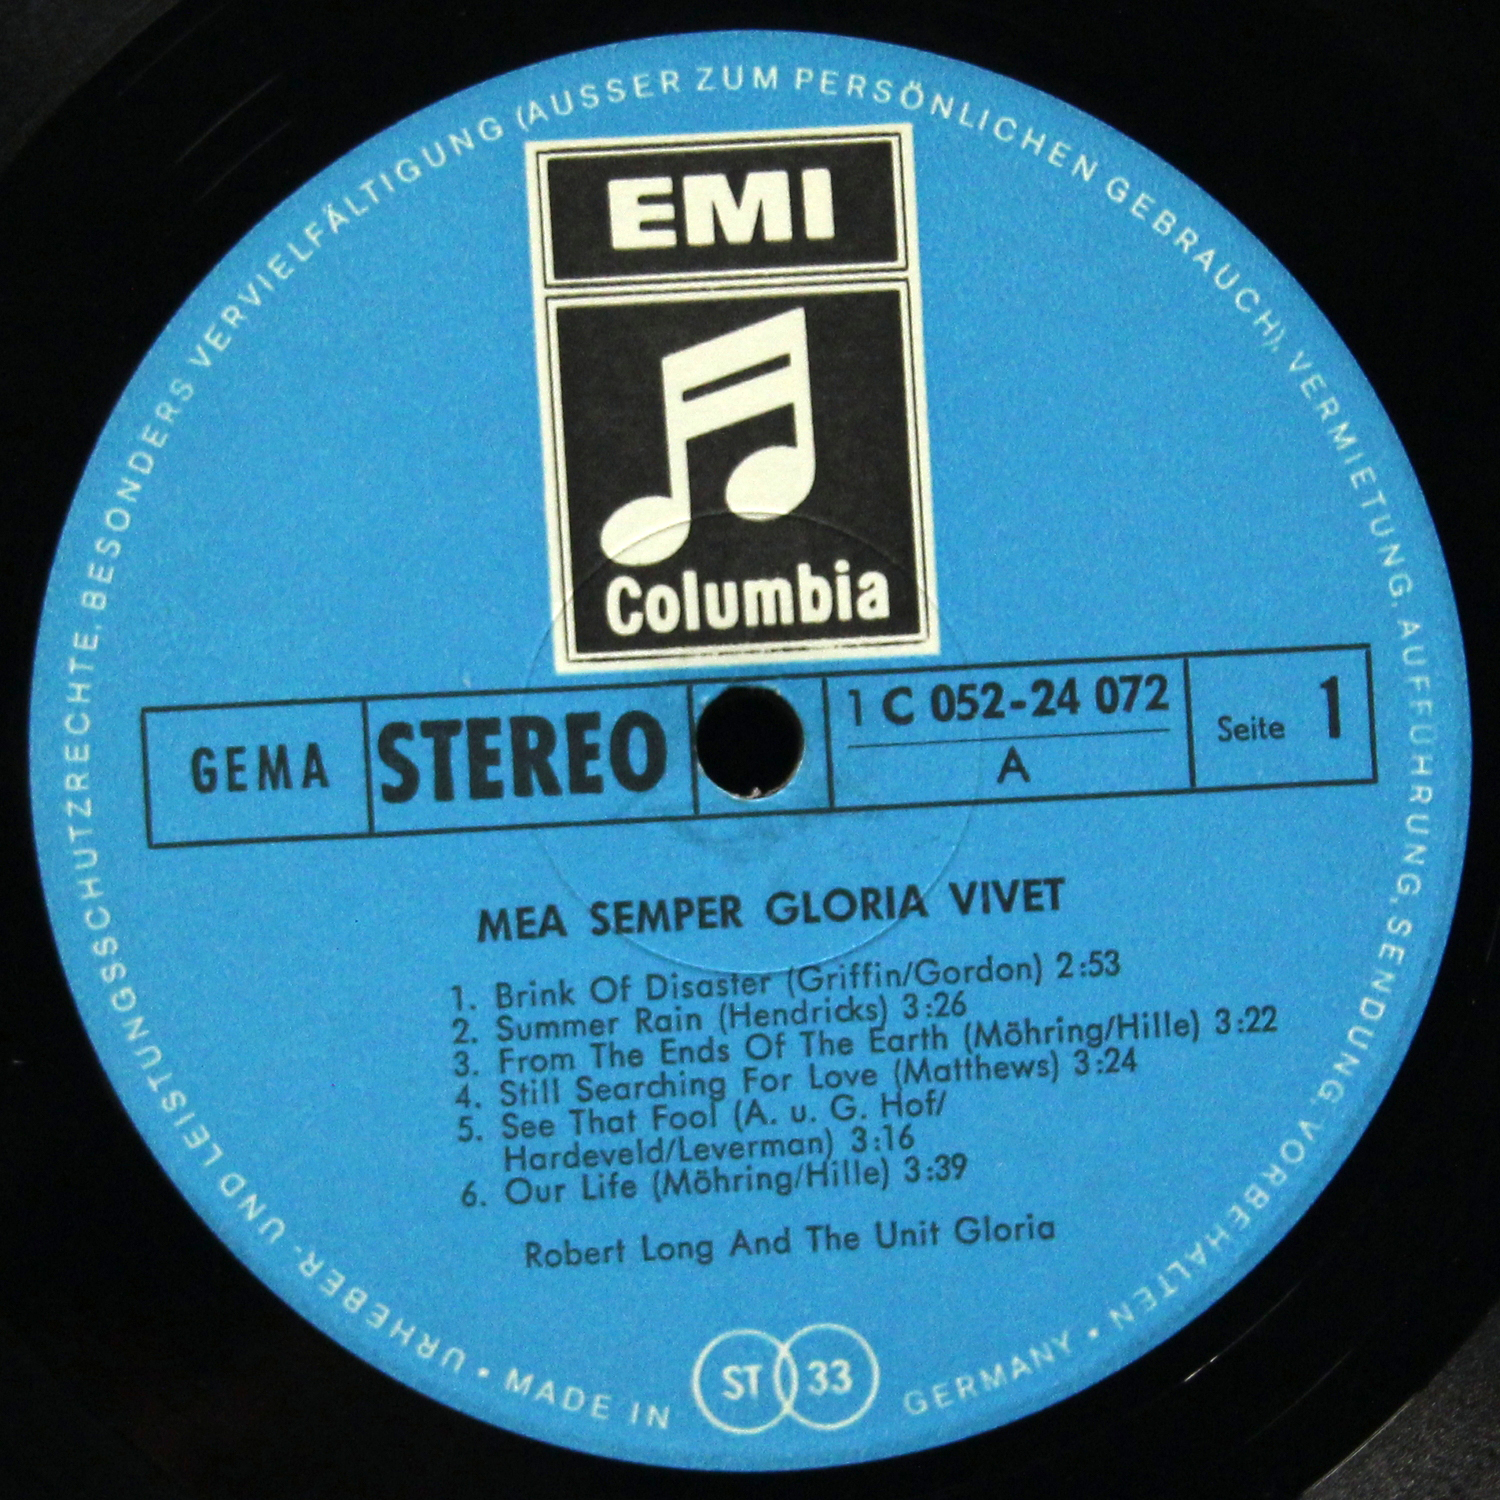 URHEBER- UND LEISTUNGSSCHUTZRECHTE, BESONDERS VERVIELFÄLTIGUNG (AUSSER ZUM PERSÖNLICHEN GEBRAUCH), VERMIETUNG, AUFFÜHRUNG, SENDUNG, VORBEHALTEN •
EMI
Columbia
GEMA
STEREO
1 C 052-24 072
A
Seite 1
MEA SEMPER GLORIA VIVET
1. Brink Of Disaster (Griffin/Gordon) 2:53
2. Summer Rain (Hendricks) 3:26
3. From The Ends Of The Earth (Möhring/Hille) 3:22
4. Still Searching For Love (Matthews) 3:24
5. See That Fool (A. u. G. Hof/
Hardeveld/Leverman) 3:16
6. Our Life (Möhring/Hille) 3:39
Robert Long And The Unit Gloria
• MADE IN GERMANY
ST 33